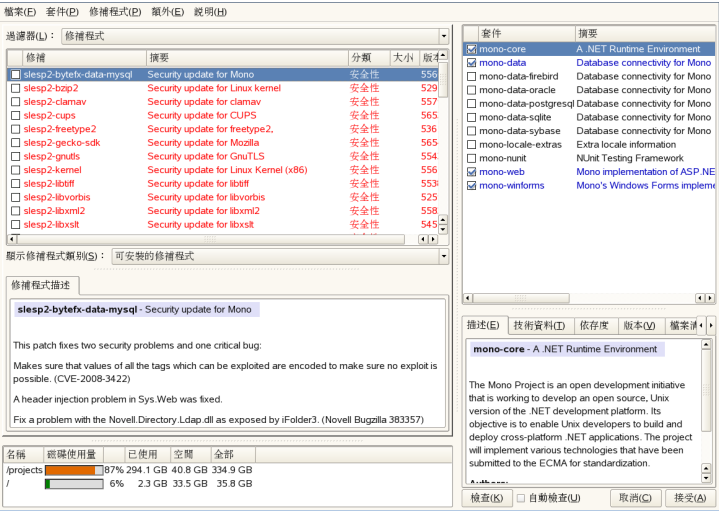 檔案(F) 套件(P) 修補程式(P) 額外(E) 說明(H)
過濾器(L)： 修補程式
修補 摘要 分類 大小 版本
slesp2-bytefx-data-mysql Security update for Mono 安全性 556
slesp2-bzip2 Security update for Linux kernel 安全性 529
slesp2-clamav Security update for clamav 安全性 557
slesp2-cups Security update for CUPS 安全性 565
slesp2-freetype2 Security update for freetype2, 安全性 536
slesp2-gecko-sdk Security update for Mozilla 安全性 565
slesp2-gnutls Security update for GnuTLS 安全性 554
slesp2-kernel Security update for Linux Kernel (x86) 安全性 556
slesp2-libtiff Security update for libtiff 安全性 553
slesp2-libvorbis Security update for libvorbis 安全性 525
slesp2-libxml2 Security update for libxml2 安全性 558
slesp2-libxslt Security update for libxslt 安全性 545
顯示修補程式類別(S)： 可安裝的修補程式
修補程式描述
slesp2-bytefx-data-mysql - Security update for Mono
This patch fixes two security problems and one critical bug:
Makes sure that values of all the tags which can be exploited are encoded to make sure no exploit is
possible. (CVE-2008-3422)
A header injection problem in Sys.Web was fixed.
Fix a problem with the Novell.Directory.Ldap.dll as exposed by iFolder3. (Novell Bugzilla 383357)
名稱 磁碟使用量 已使用 空閒 全部
/projects 87% 294.1 GB 40.8 GB 334.9 GB
/ 6% 2.3 GB 33.5 GB 35.8 GB
套件 摘要
mono-core A .NET Runtime Environment
mono-data Database connectivity for Mono
mono-data-firebird Database connectivity for Mono
mono-data-oracle Database connectivity for Mono
mono-data-postgresql Database connectivity for Mono
mono-data-sqlite Database connectivity for Mono
mono-data-sybase Database connectivity for Mono
mono-locale-extras Extra locale information
mono-nunit NUnit Testing Framework
mono-web Mono implementation of ASP.NE
mono-winforms Mono's Windows Forms impleme
描述(E) 技術資料(T) 依存度 版本(V) 檔案清
mono-core - A .NET Runtime Environment
The Mono Project is an open development initiative
that is working to develop an open source, Unix
version of the .NET development platform. Its
objective is to enable Unix developers to build and
deploy cross-platform .NET applications. The project
will implement various technologies that have been
submitted to the ECMA for standardization.
Authors:
檢查(K) 自動檢查(U) 取消(C) 接受(A)